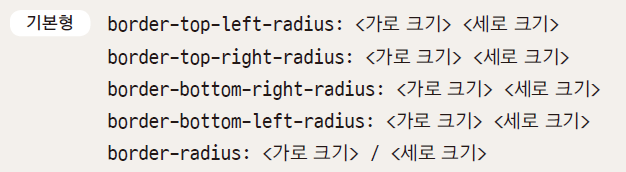 기본형 border-top-left-radius: <가로 크기> <세로 크기>
border-top-right-radius: <가로 크기> <세로 크기>
border-bottom-right-radius: <가로 크기> <세로 크기>
border-bottom-left-radius: <가로 크기> <세로 크기>
border-radius: <가로 크기> / <세로 크기>